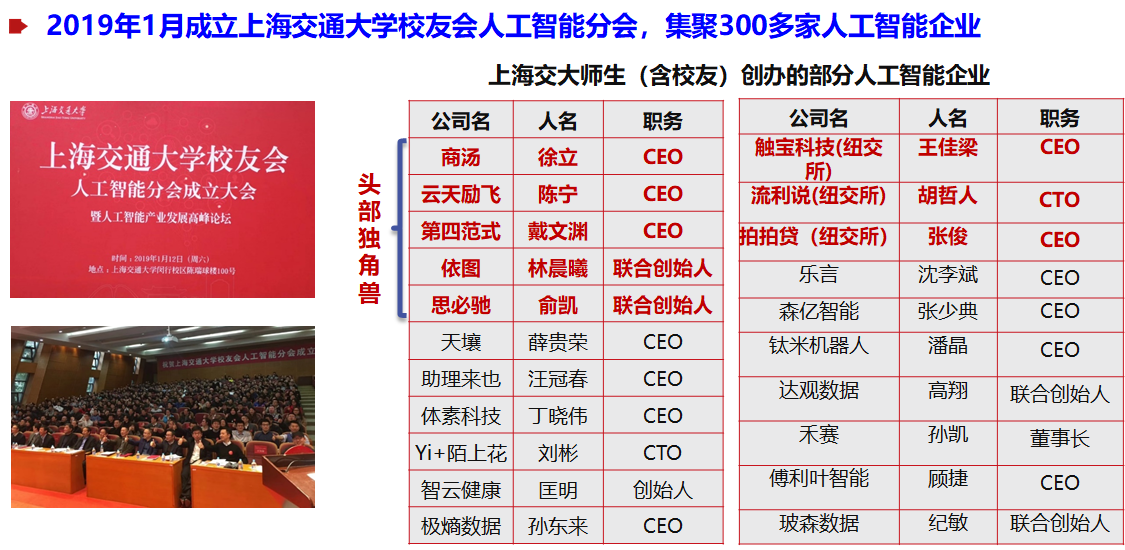 2019年1月成立上海交通大学校友会人工智能分会，集聚300多家人工智能企业
上海交大师生（含校友）创办的部分人工智能企业
上海交通大学
上海交通大学校友会
人工智能分会成立大会
暨人工智能产业发展高峰论坛
时间：2019年1月12日（周六）
地点：上海交通大学闵行校区陈瑞球楼100号
祝贺上海交通大学校友会人工智能分会成立
头部独角兽
公司名 人名 职务
商汤 徐立 CEO
云天励飞 陈宁 CEO
第四范式 戴文渊 CEO
依图 林晨曦 联合创始人
思必驰 俞凯 联合创始人
天壤 薛贵荣 CEO
助理来也 汪冠春 CEO
体素科技 丁晓伟 CEO
Yi+陌上花 刘彬 CTO
智云健康 匡明 创始人
极熵数据 孙东来 CEO
公司名 人名 职务
触宝科技(纽交 王佳梁 CEO
所)
流利说(纽交所) 胡哲人 CTO
拍拍贷（纽交所） 张俊 CEO
乐言 沈李斌 CEO
森亿智能 张少典 CEO
钛米机器人 潘晶 CEO
达观数据 高翔 联合创始人
禾赛 孙凯 董事长
傅利叶智能 顾捷 CEO
玻森数据 纪敏 联合创始人